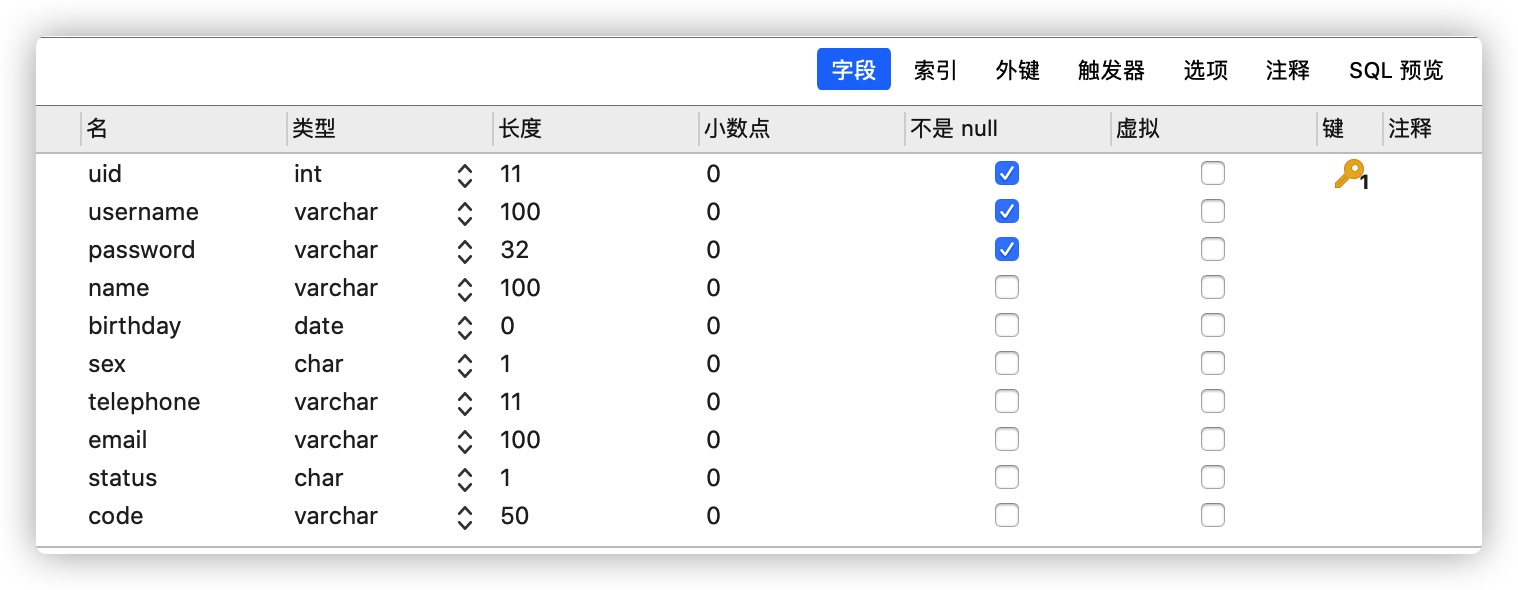 字段 索引 外键 触发器 选项 注释 SQL 预览
名 类型 长度 小数点 不是 null 虚拟 键 注释
uid int 11 0 1
username varchar 100 0
password varchar 32 0
name varchar 100 0
birthday date 0 0
sex char 1 0
telephone varchar 11 0
email varchar 100 0
status char 1 0
code varchar 50 0